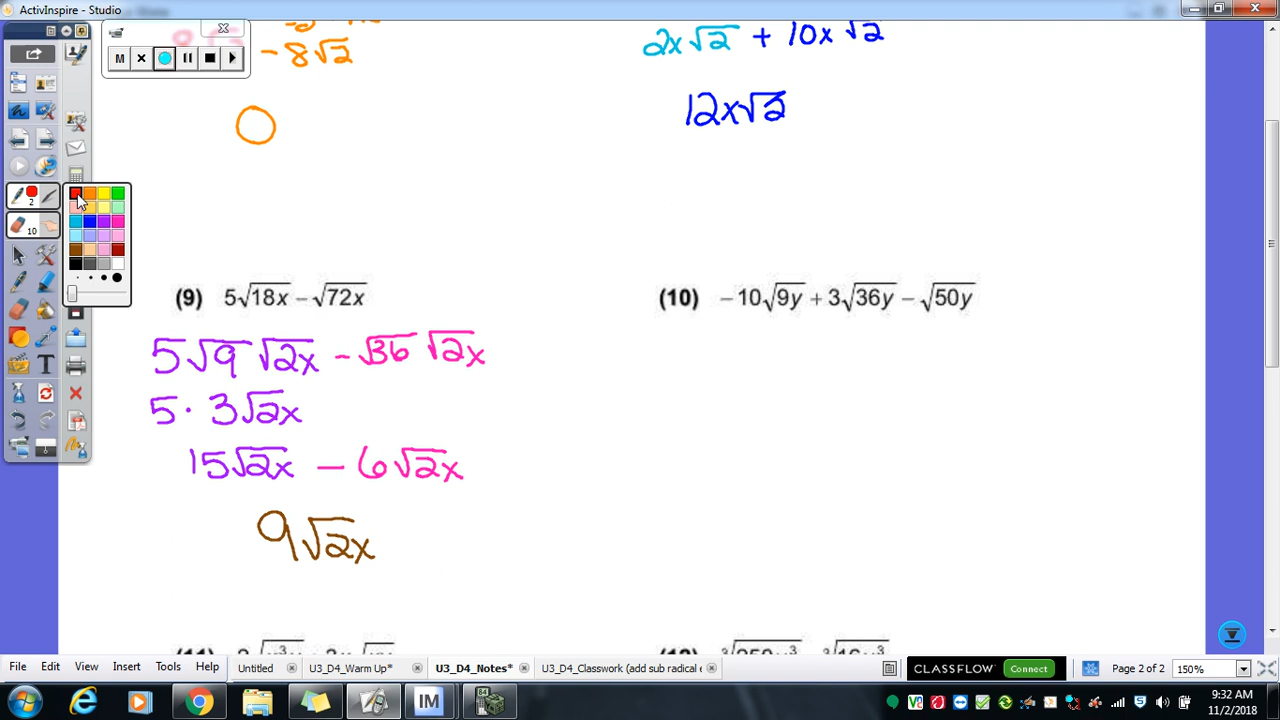 ActivInspire - Studio
- 8√2
2x√2 + 10x√2
12x√2
M
2
10
(9) 5√18x − √72x
(10) −10√9y + 3√36y − √50y
5√9 √2x - √36 √2x
5 · 3√2x
15√2x - 6√2x
9√2x
File Edit View Insert Tools Help Untitled U3_D4_Warm Up* U3_D4_Notes* U3_D4_Classwork (add sub radical e CLASSFLOW Connect Page 2 of 2 150%
IM 9:32 AM
11/2/2018